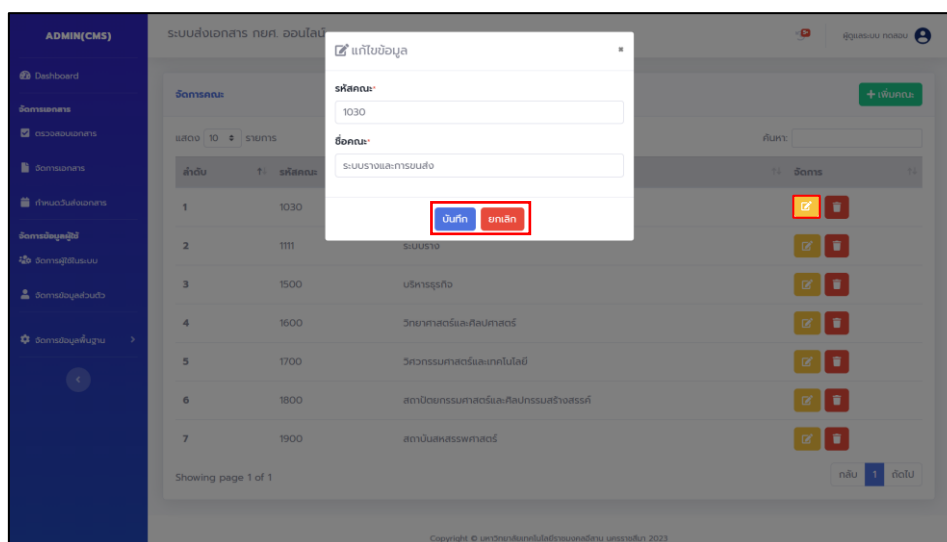 ADMIN(CMS)
ระบบส่งเอกสาร กยศ. ออนไลน์
ผู้ดูแลระบบ ทดสอบ
แก้ไขข้อมูล
Dashboard
จัดการคณะ
รหัสคณะ*
+ เพิ่มคณะ
จัดการเอกสาร
1030
ตรวจสอบเอกสาร
แสดง 10 รายการ
ชื่อคณะ*
ค้นหา:
ระบบรางและการขนส่ง
จัดการเอกสาร
ลำดับ รหัสคณะ จัดการ
กำหนดวันส่งเอกสาร
1 1030
บันทึก ยกเลิก
จัดการข้อมูลผู้ใช้
2 1111 ระบบราง
จัดการผู้ใช้ในระบบ
3 1500 บริหารธุรกิจ
จัดการข้อมูลส่วนตัว
4 1600 วิทยาศาสตร์และศิลปศาสตร์
จัดการข้อมูลพื้นฐาน
5 1700 วิศวกรรมศาสตร์และเทคโนโลยี
6 1800 สถาปัตยกรรมศาสตร์และศิลปกรรมสร้างสรรค์
7 1900 สถาบันสหสรรพศาสตร์
Showing page 1 of 1
กลับ 1 ถัดไป
Copyright © มหาวิทยาลัยเทคโนโลยีราชมงคลอีสาน นครราชสีมา 2023